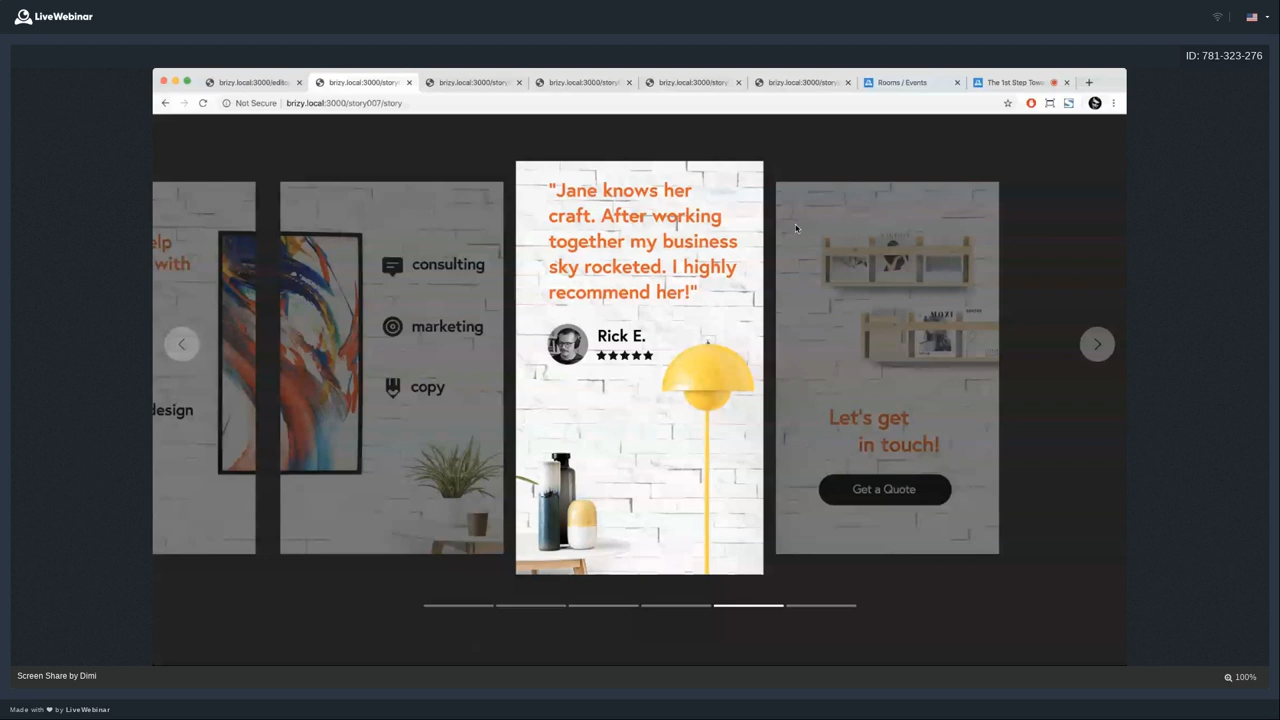 LiveWebinar
ID: 781-323-276
brizy.local:3000/edito
brizy.local:3000/story
brizy.local:3000/story
brizy.local:3000/story
brizy.local:3000/story
brizy.local:3000/story
Rooms / Events
The 1st Step Tow
Not Secure
brizy.local:3000/story007/story
elp
with
design
consulting
marketing
copy
"Jane knows her
craft. After working
together my business
sky rocketed. I highly
recommend her!"
Rick E.
MOZI
Let's get
in touch!
Get a Quote
Screen Share by Dimi
100%
Made with ❤ by LiveWebinar